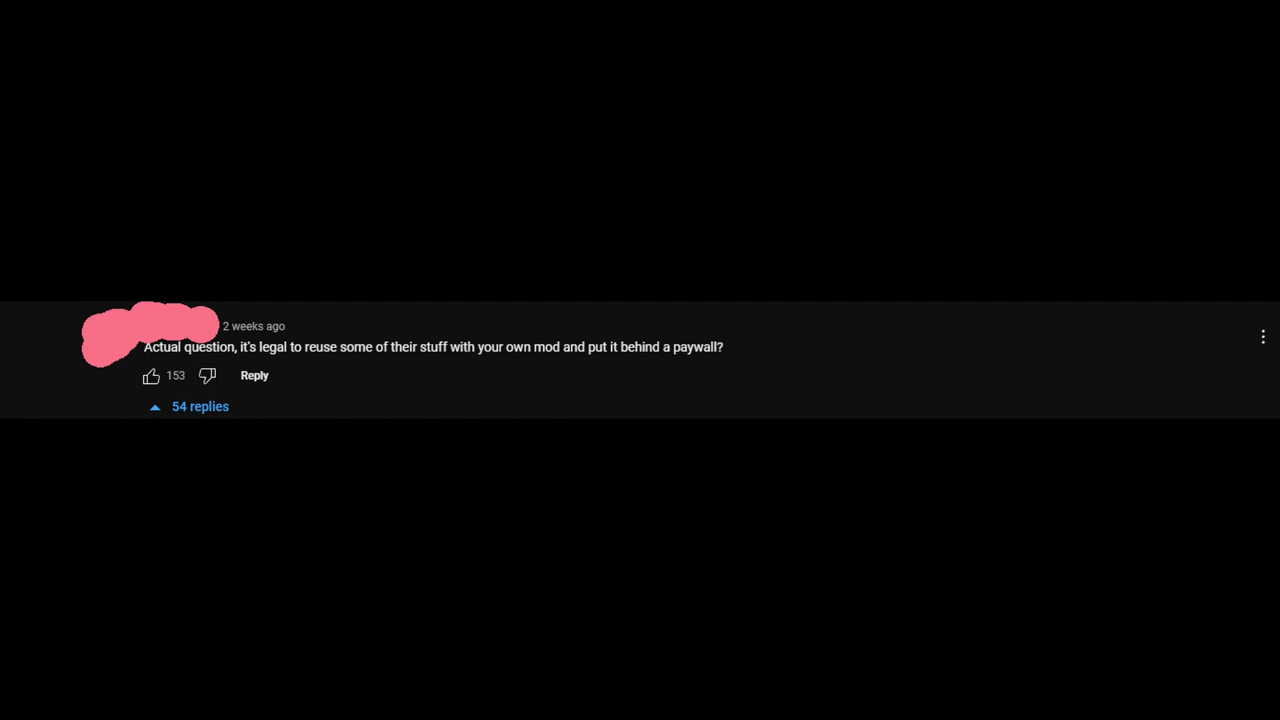 2 weeks ago
Actual question, it's legal to reuse some of their stuff with your own mod and put it behind a paywall?
153 Reply
54 replies